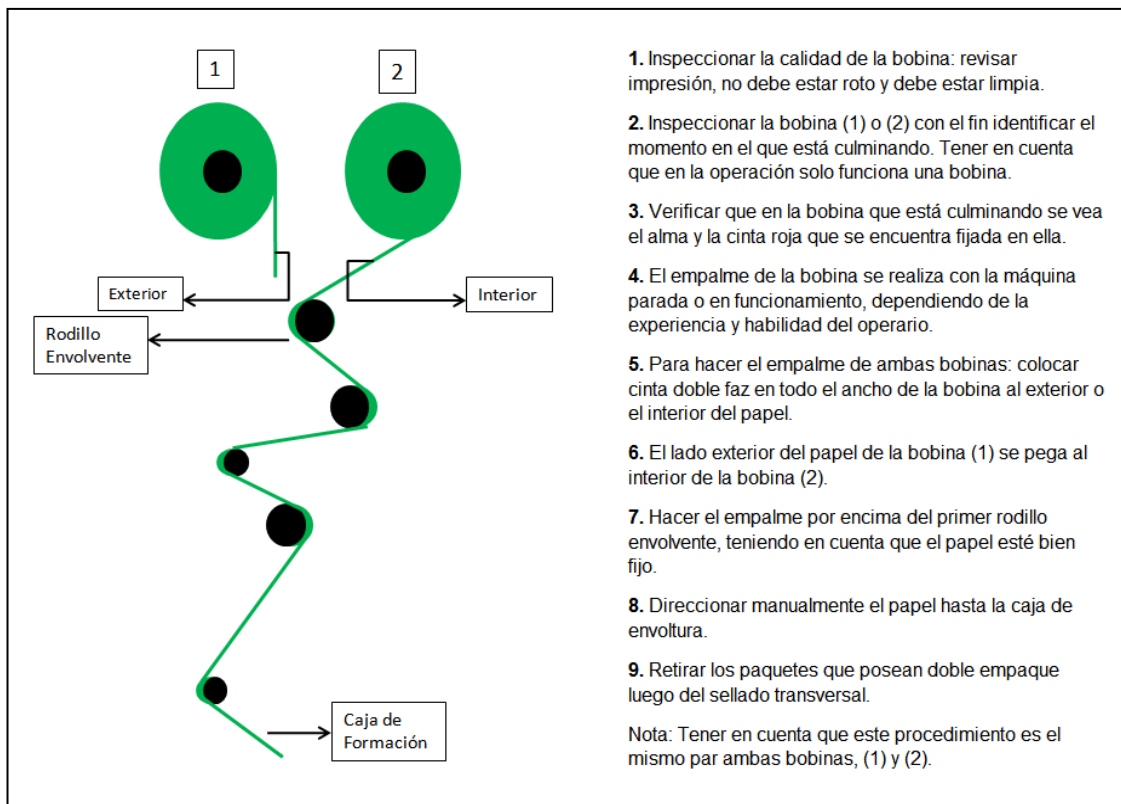 1
2
Exterior
Interior
Rodillo
Envolvente
Caja de
Formación
1. Inspeccionar la calidad de la bobina: revisar
impresión, no debe estar roto y debe estar limpia.
2. Inspeccionar la bobina (1) o (2) con el fin identificar el
momento en el que está culminando. Tener en cuenta
que en la operación solo funciona una bobina.
3. Verificar que en la bobina que está culminando se vea
el alma y la cinta roja que se encuentra fijada en ella.
4. El empalme de la bobina se realiza con la máquina
parada o en funcionamiento, dependiendo de la
experiencia y habilidad del operario.
5. Para hacer el empalme de ambas bobinas: colocar
cinta doble faz en todo el ancho de la bobina al exterior o
el interior del papel.
6. El lado exterior del papel de la bobina (1) se pega al
interior de la bobina (2).
7. Hacer el empalme por encima del primer rodillo
envolvente, teniendo en cuenta que el papel esté bien
fijo.
8. Direccionar manualmente el papel hasta la caja de
envoltura.
9. Retirar los paquetes que posean doble empaque
luego del sellado transversal.
Nota: Tener en cuenta que este procedimiento es el
mismo par ambas bobinas, (1) y (2).